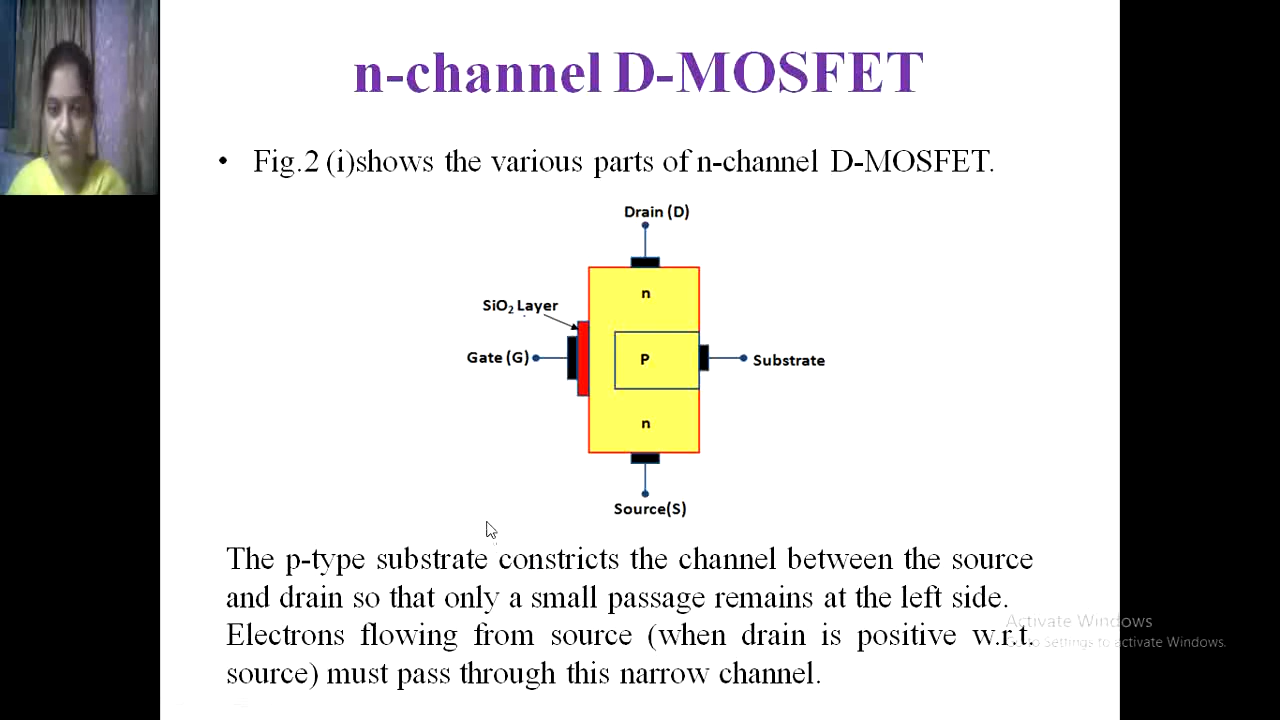 n-channel D-MOSFET
• Fig.2 (i)shows the various parts of n-channel D-MOSFET.
Drain (D)
n
SiO₂ Layer
Gate (G)
P
Substrate
n
Source(S)
The p-type substrate constricts the channel between the source
and drain so that only a small passage remains at the left side.
Electrons flowing from source (when drain is positive w.r.t.
source) must pass through this narrow channel.
Activate Windows
Go to Settings to activate Windows.